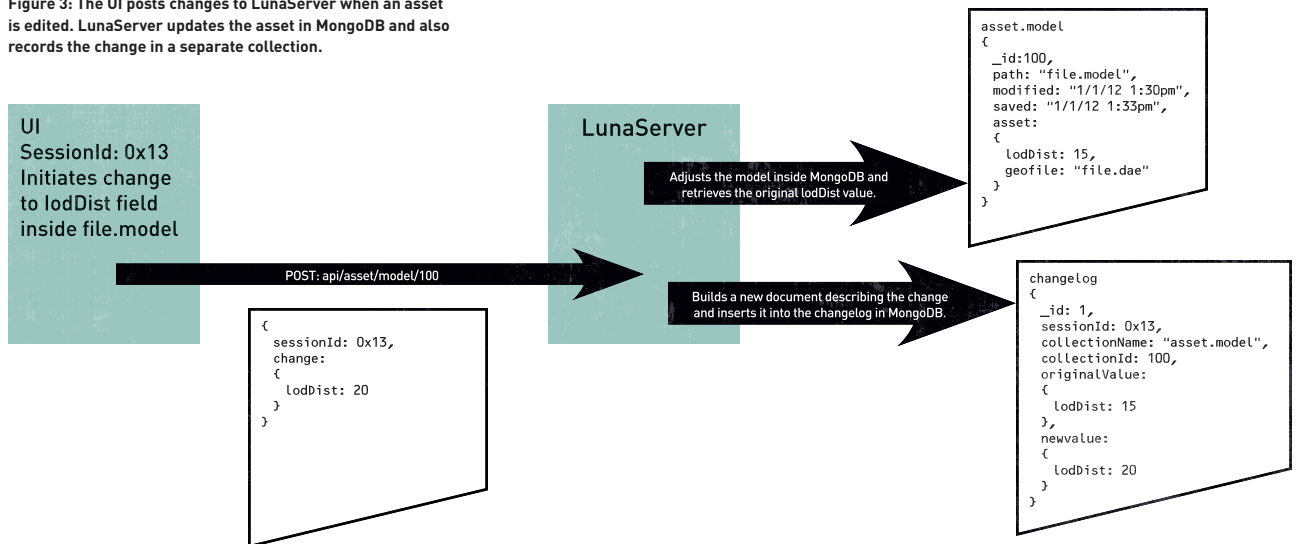 Figure 3: The UI posts changes to LunaServer when an asset
is edited. LunaServer updates the asset in MongoDB and also
records the change in a separate collection.
UI
SessionId: 0x13
Initiates change
to lodDist field
inside file.model
POST: api/asset/model/100
{
sessionId: 0x13,
change:
{
lodDist: 20
}
}
LunaServer
Adjusts the model inside MongoDB and
retrieves the original lodDist value.
Builds a new document describing the change
and inserts it into the changelog in MongoDB.
asset.model
{
_id:100,
path: "file.model",
modified: "1/1/12 1:30pm",
saved: "1/1/12 1:33pm",
asset:
{
lodDist: 15,
geofile: "file.dae"
}
}
changelog
{
_id: 1,
sessionId: 0x13,
collectionName: "asset.model",
collectionId: 100,
originalValue:
{
lodDist: 15
},
newvalue:
{
lodDist: 20
}
}